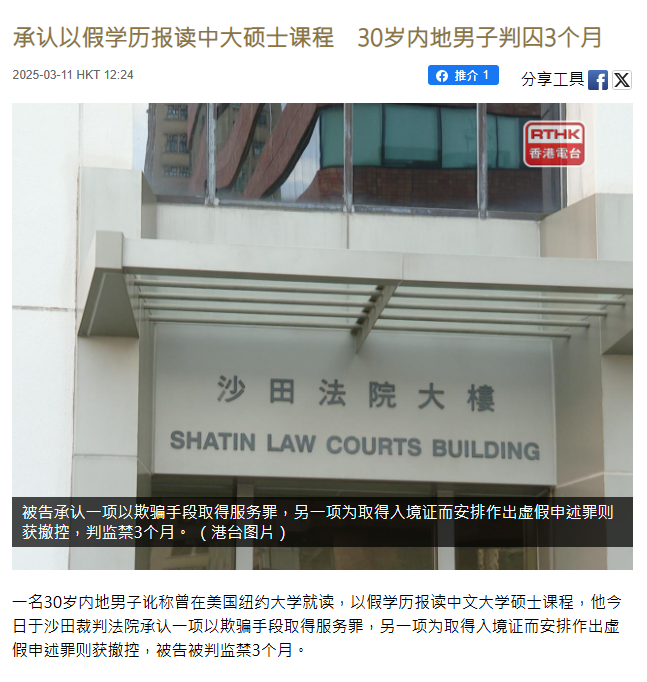 承认以假学历报读中大硕士课程　30岁内地男子判囚3个月
2025-03-11 HKT 12:24
推介 1
分享工具
RTHK
香港電台
沙田法院大樓
SHATIN LAW COURTS BUILDING
被告承认一项以欺骗手段取得服务罪，另一项为取得入境证而安排作出虚假申述罪则
获撤控，判监禁3个月。（港台图片）
一名30岁内地男子讹称曾在美国纽约大学就读，以假学历报读中文大学硕士课程，他今
日于沙田裁判法院承认一项以欺骗手段取得服务罪，另一项为取得入境证而安排作出虚
假申述罪则获撤控，被告被判监禁3个月。